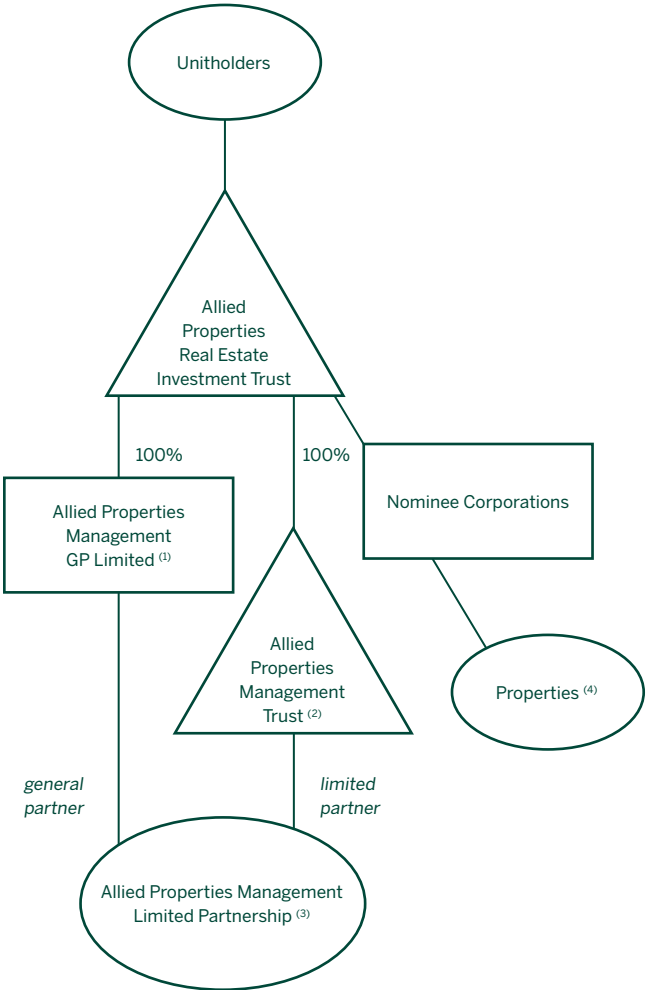 Unitholders
Allied
Properties
Real Estate
Investment Trust
100%
100%
Allied Properties
Management
GP Limited (1)
Nominee Corporations
Allied
Properties
Management
Trust (2)
Properties (4)
general
partner
limited
partner
Allied Properties Management
Limited Partnership (3)